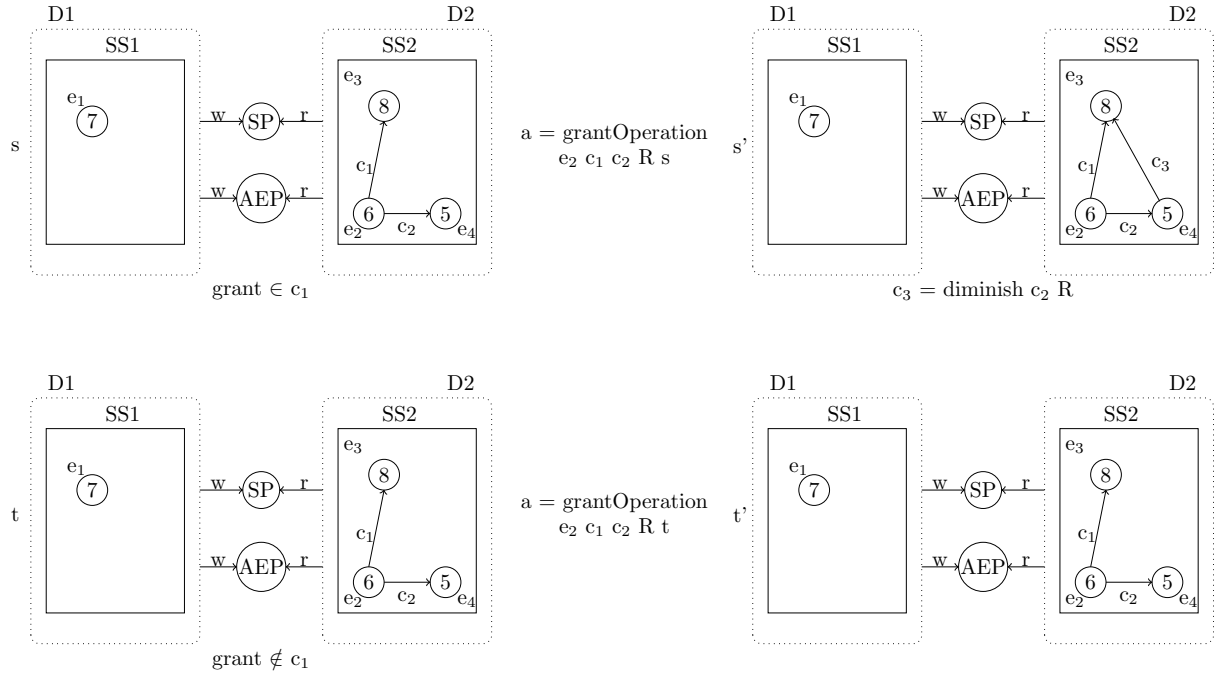 D1 D2 D1 D2
SS1 SS2 SS1 SS2
e₃ e₃
e₁ 8 e₁ 8
7 w SP r a = grantOperation 7 w SP r
s c₁ e₂ c₁ c₂ R s s' c₁ c₃
w AEP r w AEP r
6 5 6 5
e₂ c₂ e₄ e₂ c₂ e₄
grant ∈ c₁ c₃ = diminish c₂ R
D1 D2 D1 D2
SS1 SS2 SS1 SS2
e₃ e₃
e₁ 8 e₁ 8
7 w SP r a = grantOperation 7 w SP r
t c₁ e₂ c₁ c₂ R t t' c₁
w AEP r w AEP r
6 5 6 5
e₂ c₂ e₄ e₂ c₂ e₄
grant ∉ c₁